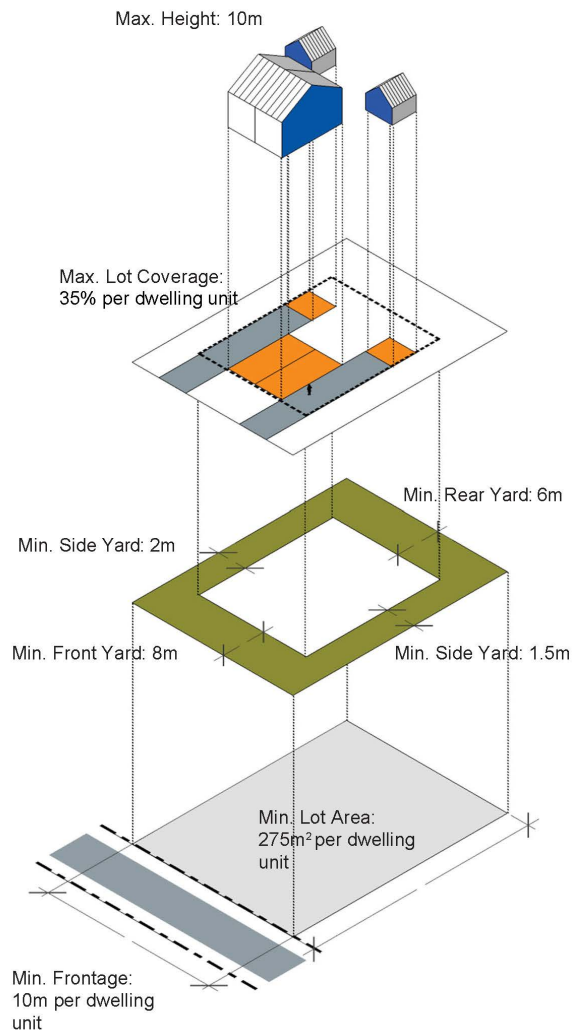 Max. Height: 10m
Max. Lot Coverage:
35% per dwelling unit
Min. Rear Yard: 6m
Min. Side Yard: 2m
Min. Front Yard: 8m
Min. Side Yard: 1.5m
Min. Lot Area:
275m² per dwelling
unit
Min. Frontage:
10m per dwelling
unit